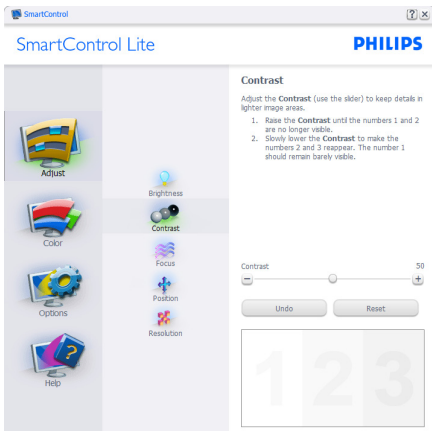 SmartControl
SmartControl Lite
PHILIPS
Adjust
Color
Options
Help
Brightness
Contrast
Focus
Position
Resolution
Contrast
Adjust the Contrast (use the slider) to keep details in
lighter image areas.
1. Raise the Contrast until the numbers 1 and 2
are no longer visible.
2. Slowly lower the Contrast to make the
numbers 2 and 3 reappear. The number 1
should remain barely visible.
Contrast 50
Undo Reset
1 2 3